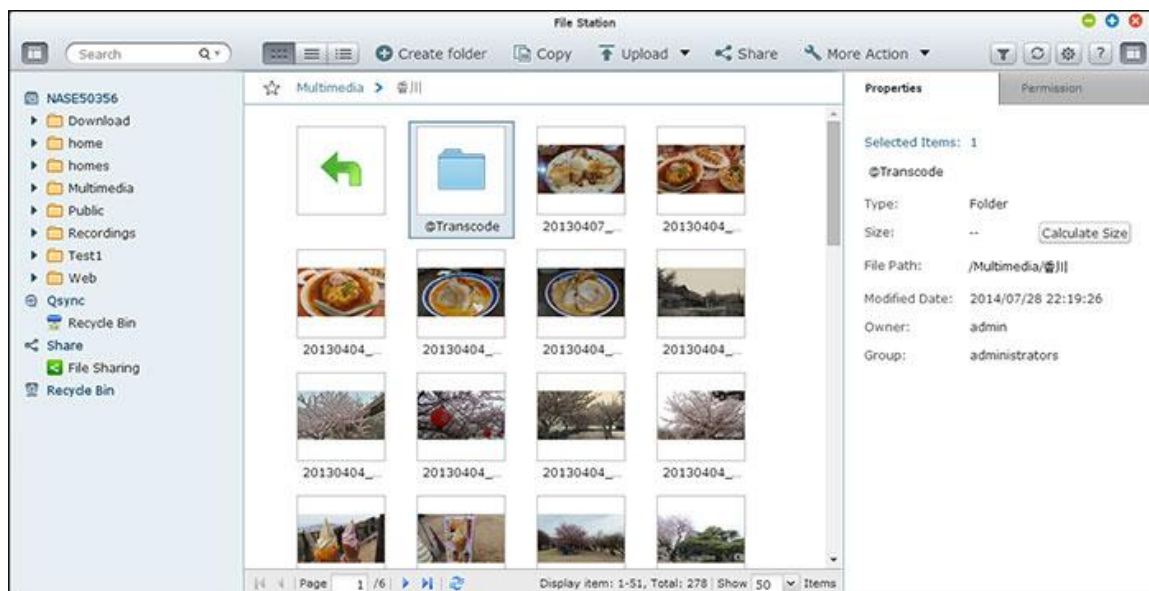 File Station
Search
Create folder
Copy
Upload
Share
More Action
?
NASE50356
Download
home
homes
Multimedia
Public
Recordings
Test1
Web
Qsync
Recycle Bin
Share
File Sharing
Recycle Bin
Multimedia > 香川
@Transcode
20130407_...
20130404_...
20130404_...
20130404_...
20130404_...
20130404_...
20130404_...
20130404_...
20130404_...
20130404_...
Page 1 /6
Display item: 1-51, Total: 278 Show 50 Items
Properties
Permission
Selected Items: 1
@Transcode
Type: Folder
Size: -- Calculate Size
File Path: /Multimedia/香川
Modified Date: 2014/07/28 22:19:26
Owner: admin
Group: administrators